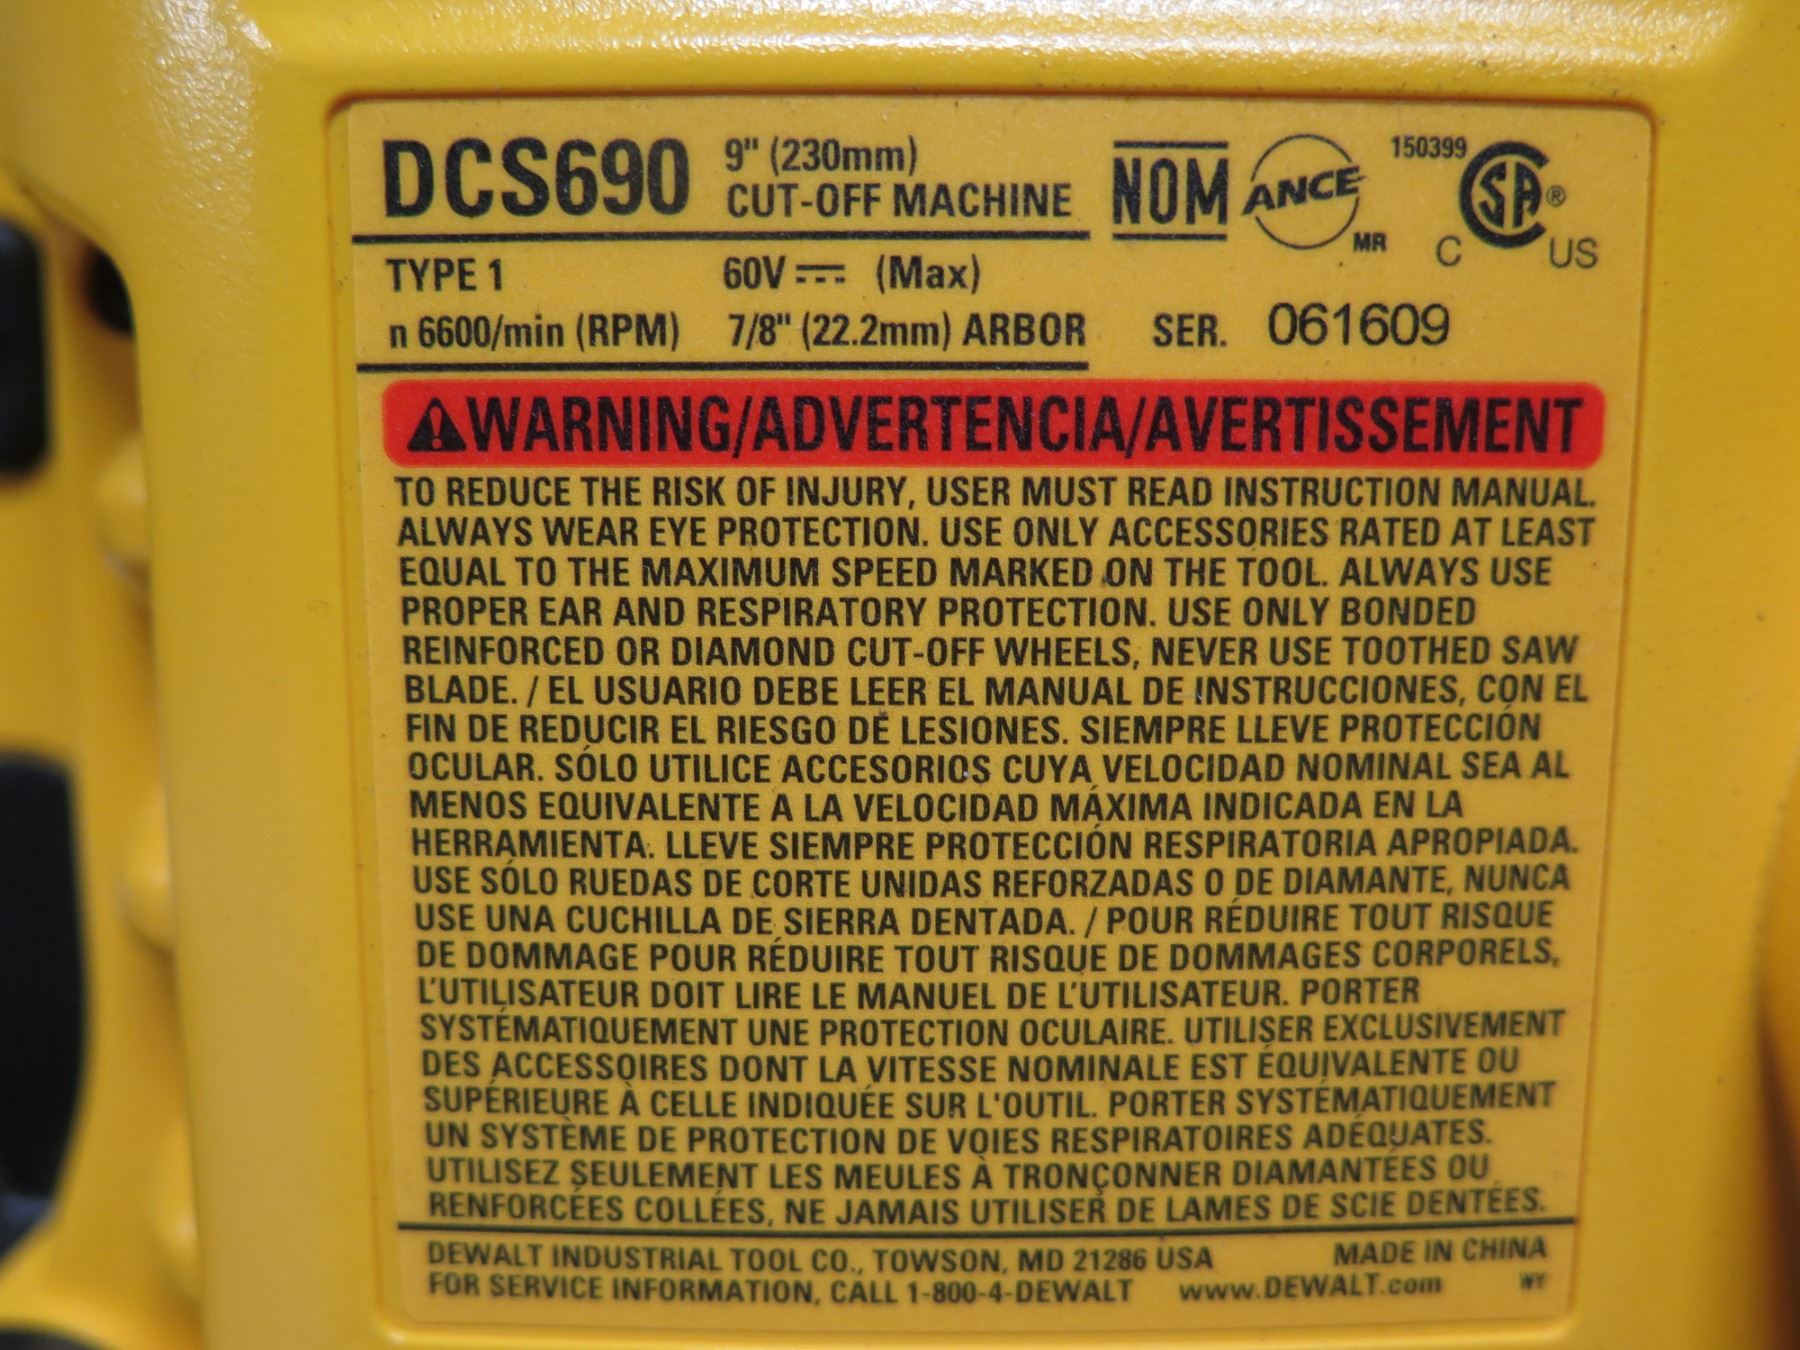 DCS690 9" (230mm) CUT-OFF MACHINE
NOM ANCE MR 150399 SA® C US
TYPE 1 60V (Max)
n 6600/min (RPM) 7/8" (22.2mm) ARBOR SER. 061609
WARNING/ADVERTENCIA/AVERTISSEMENT
TO REDUCE THE RISK OF INJURY, USER MUST READ INSTRUCTION MANUAL.
ALWAYS WEAR EYE PROTECTION. USE ONLY ACCESSORIES RATED AT LEAST
EQUAL TO THE MAXIMUM SPEED MARKED ON THE TOOL. ALWAYS USE
PROPER EAR AND RESPIRATORY PROTECTION. USE ONLY BONDED
REINFORCED OR DIAMOND CUT-OFF WHEELS, NEVER USE TOOTHED SAW
BLADE. / EL USUARIO DEBE LEER EL MANUAL DE INSTRUCCIONES, CON EL
FIN DE REDUCIR EL RIESGO DE LESIONES. SIEMPRE LLEVE PROTECCIÓN
OCULAR. SÓLO UTILICE ACCESORIOS CUYA VELOCIDAD NOMINAL SEA AL
MENOS EQUIVALENTE A LA VELOCIDAD MÁXIMA INDICADA EN LA
HERRAMIENTA. LLEVE SIEMPRE PROTECCIÓN RESPIRATORIA APROPIADA.
USE SÓLO RUEDAS DE CORTE UNIDAS REFORZADAS O DE DIAMANTE, NUNCA
USE UNA CUCHILLA DE SIERRA DENTADA. / POUR RÉDUIRE TOUT RISQUE
DE DOMMAGE POUR RÉDUIRE TOUT RISQUE DE DOMMAGES CORPORELS,
L'UTILISATEUR DOIT LIRE LE MANUEL DE L'UTILISATEUR. PORTER
SYSTÉMATIQUEMENT UNE PROTECTION OCULAIRE. UTILISER EXCLUSIVEMENT
DES ACCESSOIRES DONT LA VITESSE NOMINALE EST ÉQUIVALENTE OU
SUPÉRIEURE À CELLE INDIQUÉE SUR L'OUTIL. PORTER SYSTÉMATIQUEMENT
UN SYSTÈME DE PROTECTION DE VOIES RESPIRATOIRES ADÉQUATES.
UTILISEZ SEULEMENT LES MEULES À TRONÇONNER DIAMANTÉES OU
RENFORCÉES COLLÉES, NE JAMAIS UTILISER DE LAMES DE SCIE DENTÉES.
DEWALT INDUSTRIAL TOOL CO., TOWSON, MD 21286 USA MADE IN CHINA
FOR SERVICE INFORMATION, CALL 1-800-4-DEWALT www.DEWALT.com WY